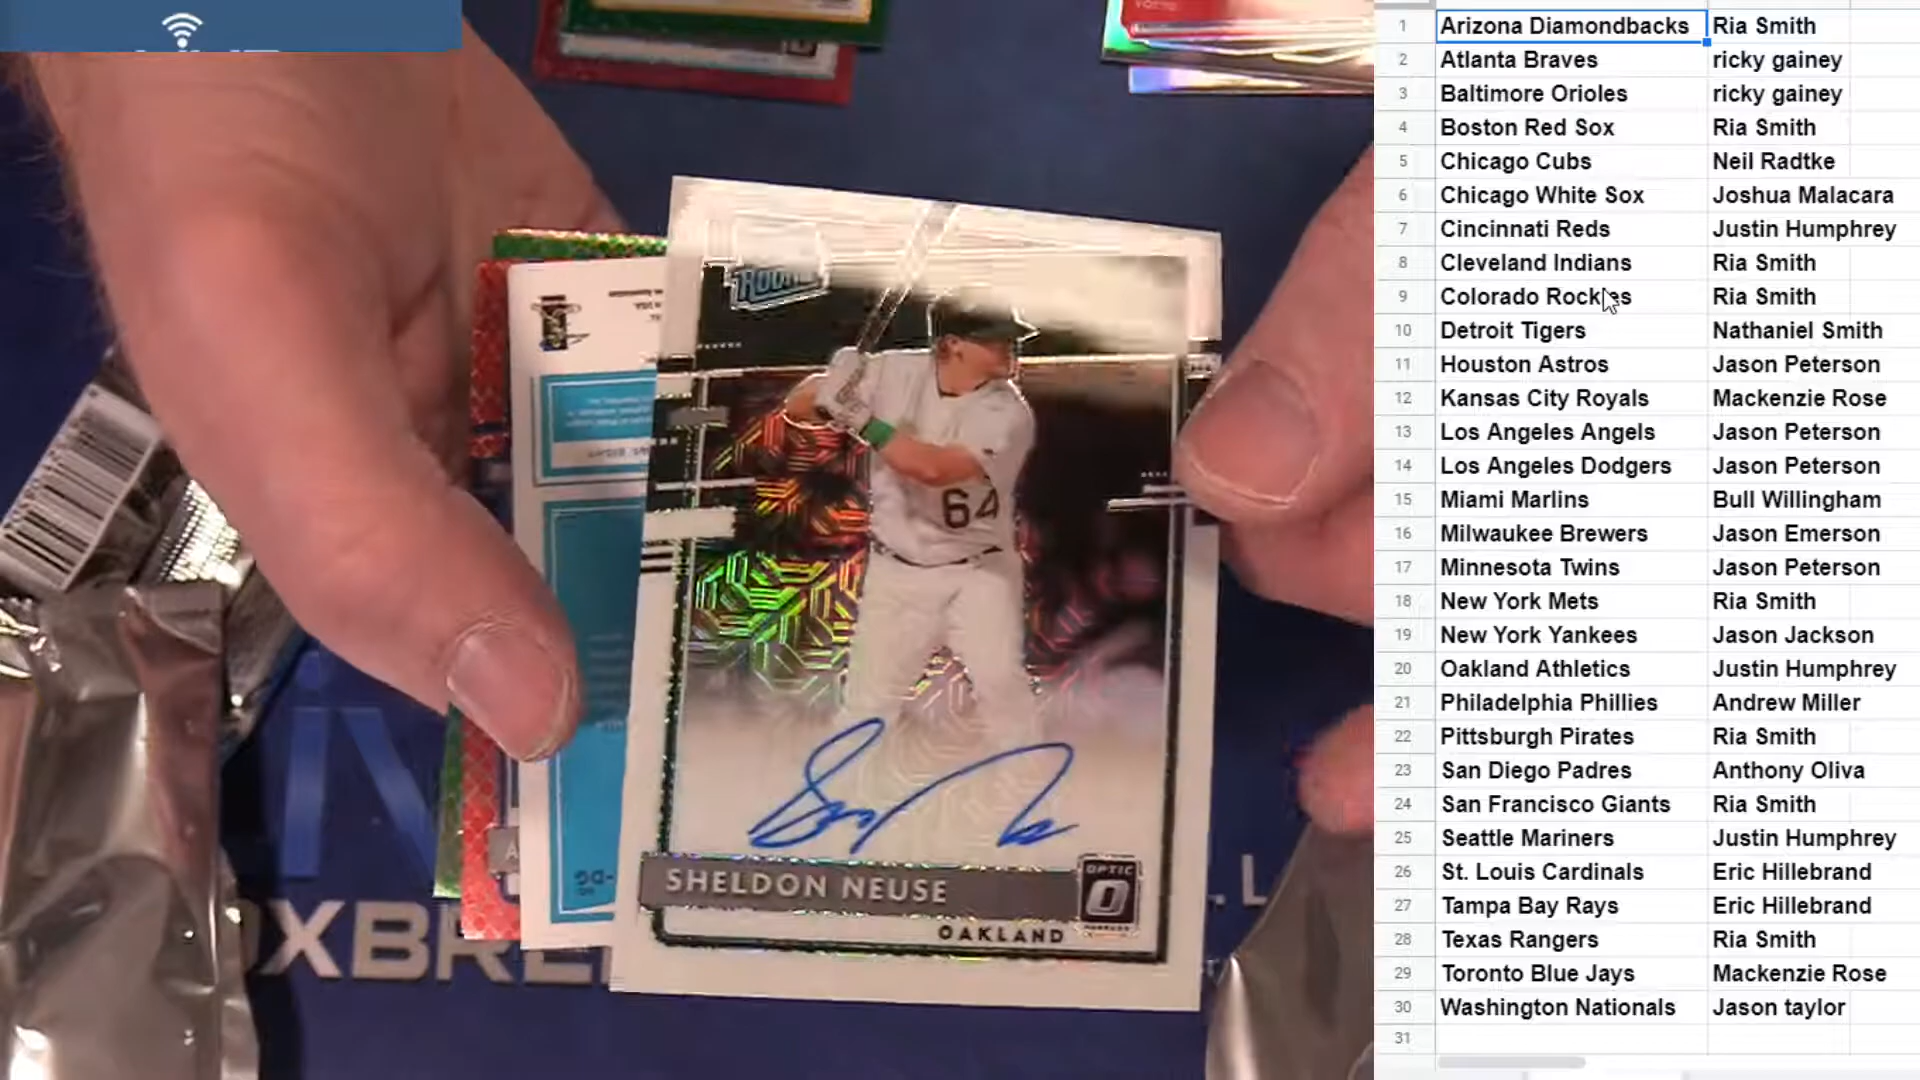 ROOKIE
64
SHELDON NEUSE
OPTIC
OAKLAND
OXBRE
1 Arizona Diamondbacks Ria Smith
2 Atlanta Braves ricky gainey
3 Baltimore Orioles ricky gainey
4 Boston Red Sox Ria Smith
5 Chicago Cubs Neil Radtke
6 Chicago White Sox Joshua Malacara
7 Cincinnati Reds Justin Humphrey
8 Cleveland Indians Ria Smith
9 Colorado Rockies Ria Smith
10 Detroit Tigers Nathaniel Smith
11 Houston Astros Jason Peterson
12 Kansas City Royals Mackenzie Rose
13 Los Angeles Angels Jason Peterson
14 Los Angeles Dodgers Jason Peterson
15 Miami Marlins Bull Willingham
16 Milwaukee Brewers Jason Emerson
17 Minnesota Twins Jason Peterson
18 New York Mets Ria Smith
19 New York Yankees Jason Jackson
20 Oakland Athletics Justin Humphrey
21 Philadelphia Phillies Andrew Miller
22 Pittsburgh Pirates Ria Smith
23 San Diego Padres Anthony Oliva
24 San Francisco Giants Ria Smith
25 Seattle Mariners Justin Humphrey
26 St. Louis Cardinals Eric Hillebrand
27 Tampa Bay Rays Eric Hillebrand
28 Texas Rangers Ria Smith
29 Toronto Blue Jays Mackenzie Rose
30 Washington Nationals Jason taylor
31